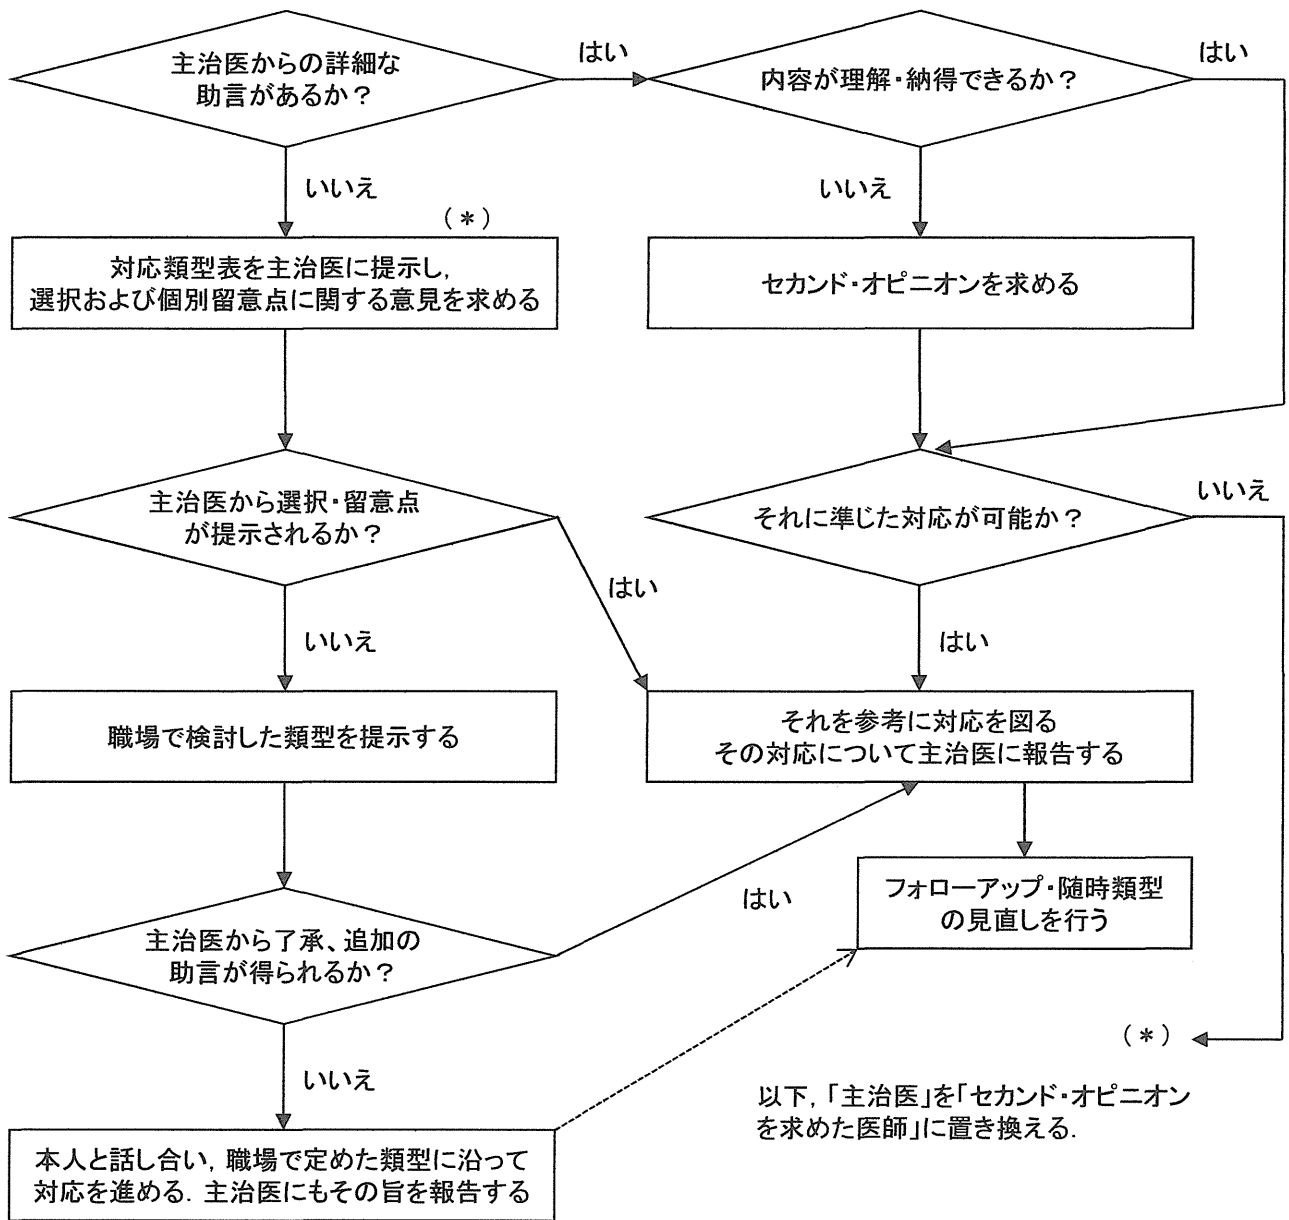 主治医からの詳細な
助言があるか？
はい
内容が理解・納得できるか？
はい
いいえ
いいえ
（＊）
対応類型表を主治医に提示し，
選択および個別留意点に関する意見を求める
セカンド・オピニオンを求める
主治医から選択・留意点
が提示されるか？
それに準じた対応が可能か？
いいえ
はい
いいえ
はい
職場で検討した類型を提示する
それを参考に対応を図る
その対応について主治医に報告する
フォローアップ・随時類型
の見直しを行う
はい
主治医から了承、追加の
助言が得られるか？
（＊）
いいえ
以下，「主治医」を「セカンド・オピニオン
を求めた医師」に置き換える．
本人と話し合い，職場で定めた類型に沿って
対応を進める．主治医にもその旨を報告する